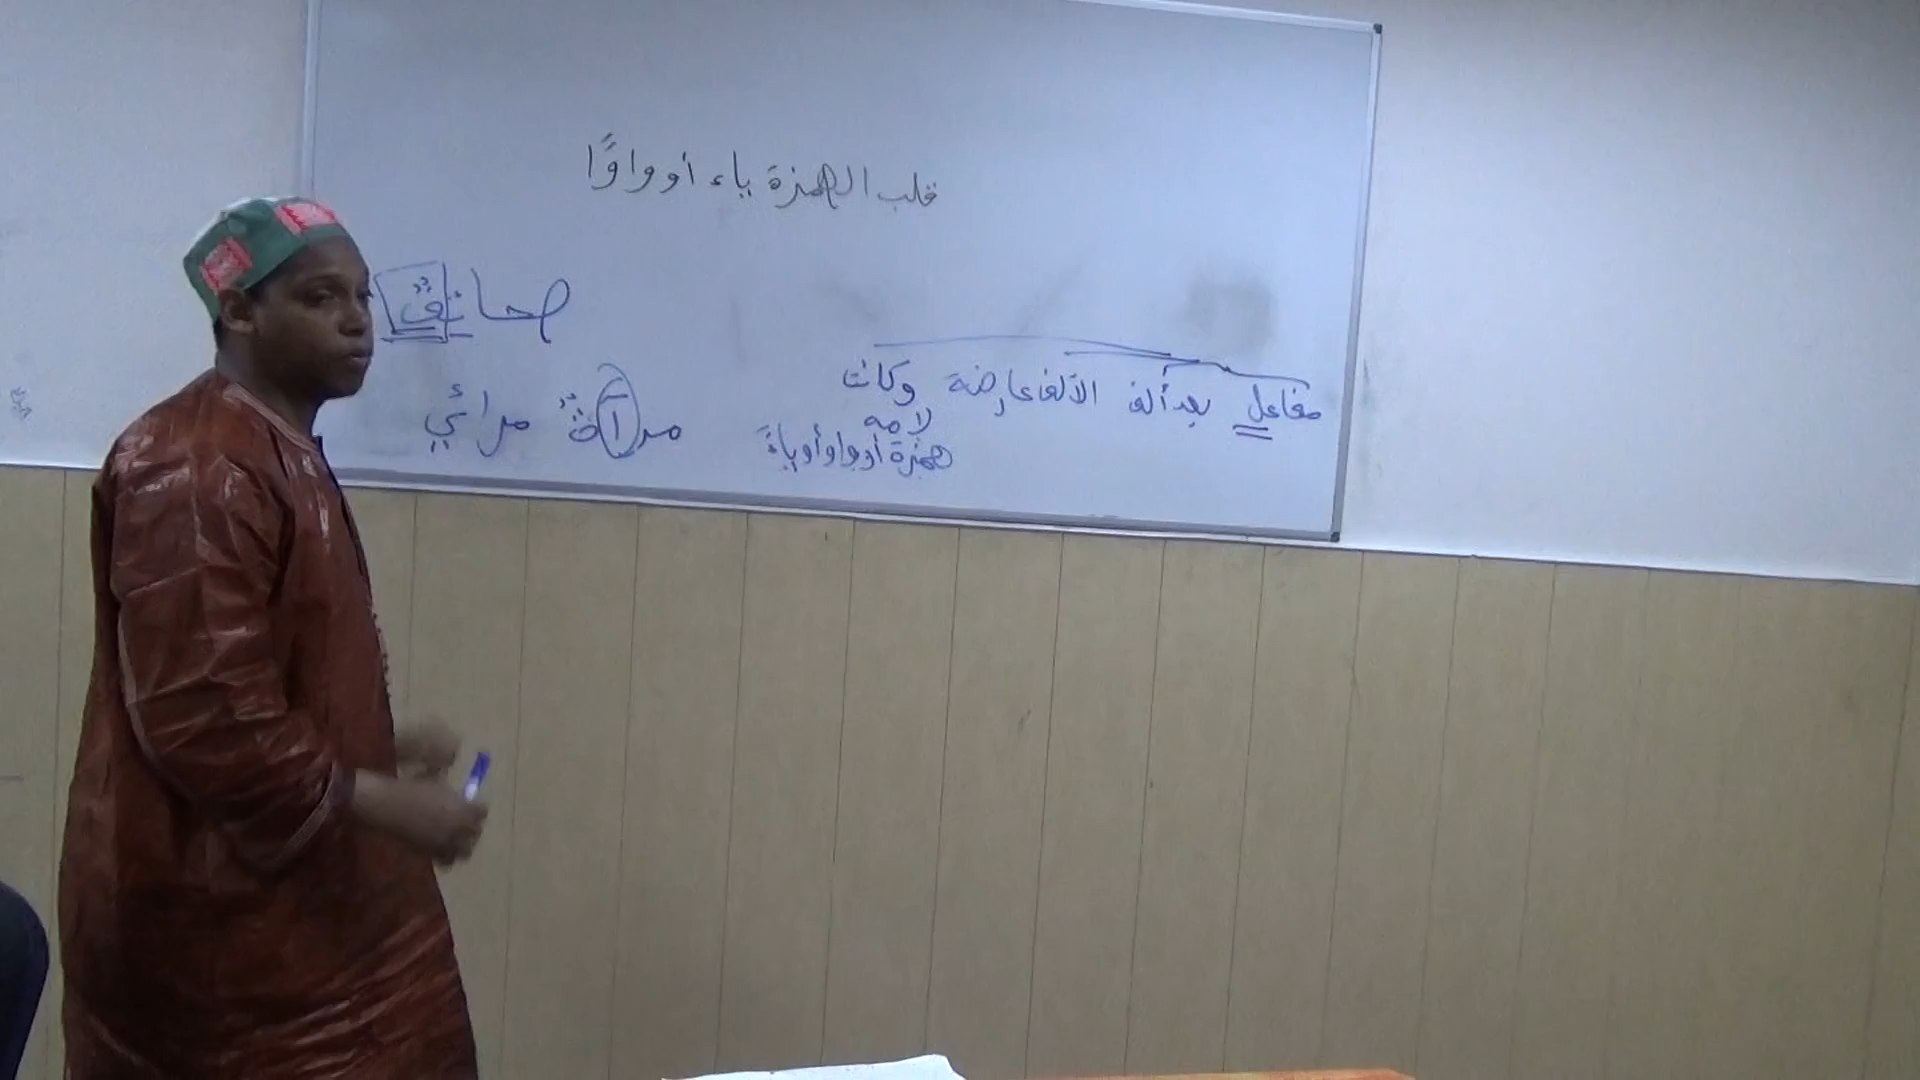 قلب الهمزة ياء أو واوًا
صحائفٌ
مفاعل بعد ألف الألف عارضة وكانت
لامه
همزة أو واو أو ياءً
مرآةٌ مرائي